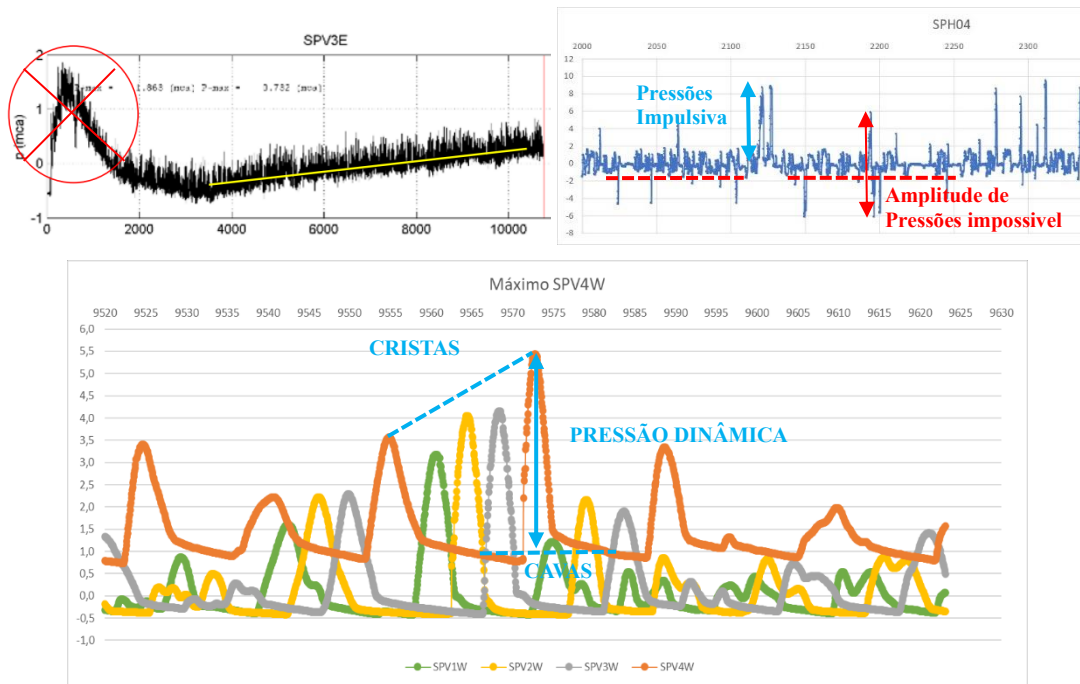 SPV3E
2
1
0
-1
p (mca)
1.863 (mca) P-max = 3.732 (mca)
0 2000 4000 6000 8000 10000
SPH04
2000 2050 2100 2150 2200 2250 2300
12
10
8
6
4
2
0
-2
-4
-6
-8
Pressões
Impulsiva
Amplitude de
Pressões impossivel
Máximo SPV4W
9520 9525 9530 9535 9540 9545 9550 9555 9560 9565 9570 9575 9580 9585 9590 9595 9600 9605 9610 9615 9620 9625 9630
6,0
5,5
5,0
4,5
4,0
3,5
3,0
2,5
2,0
1,5
1,0
0,5
0,0
-0,5
-1,0
CRISTAS
PRESSÃO DINÂMICA
CAVAS
SPV1W SPV2W SPV3W SPV4W